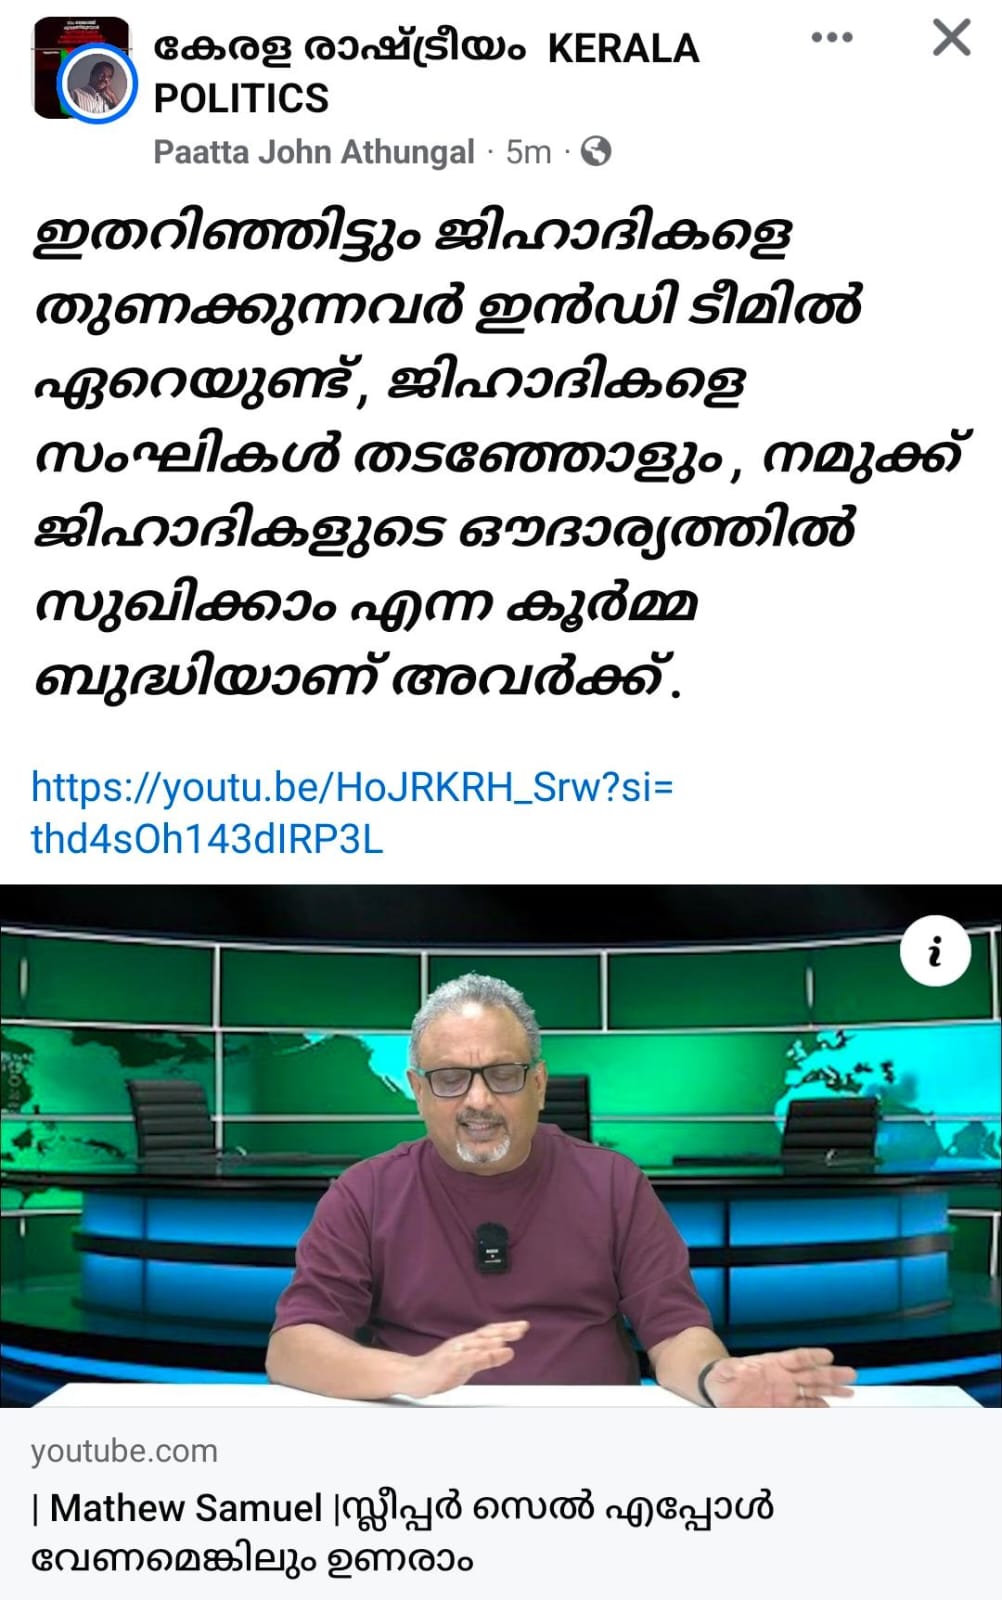 കേരള രാഷ്ട്രീയം KERALA
POLITICS
Paatta John Athungal · 5m ·
ഇതറിഞ്ഞിട്ടും ജിഹാദികളെ
തുണക്കുന്നവർ ഇൻഡി ടീമിൽ
ഏറെയുണ്ട്, ജിഹാദികളെ
സംഘികൾ തടഞ്ഞോളും, നമുക്ക്
ജിഹാദികളുടെ ഔദാര്യത്തിൽ
സുഖിക്കാം എന്ന കൂർമ്മ
ബുദ്ധിയാണ് അവർക്ക്.
https://youtu.be/HoJRKRH_Srw?si=
thd4sOh143dIRP3L
youtube.com
| Mathew Samuel |സ്ലീപ്പർ സെൽ എപ്പോൾ
വേണമെങ്കിലും ഉണരാം